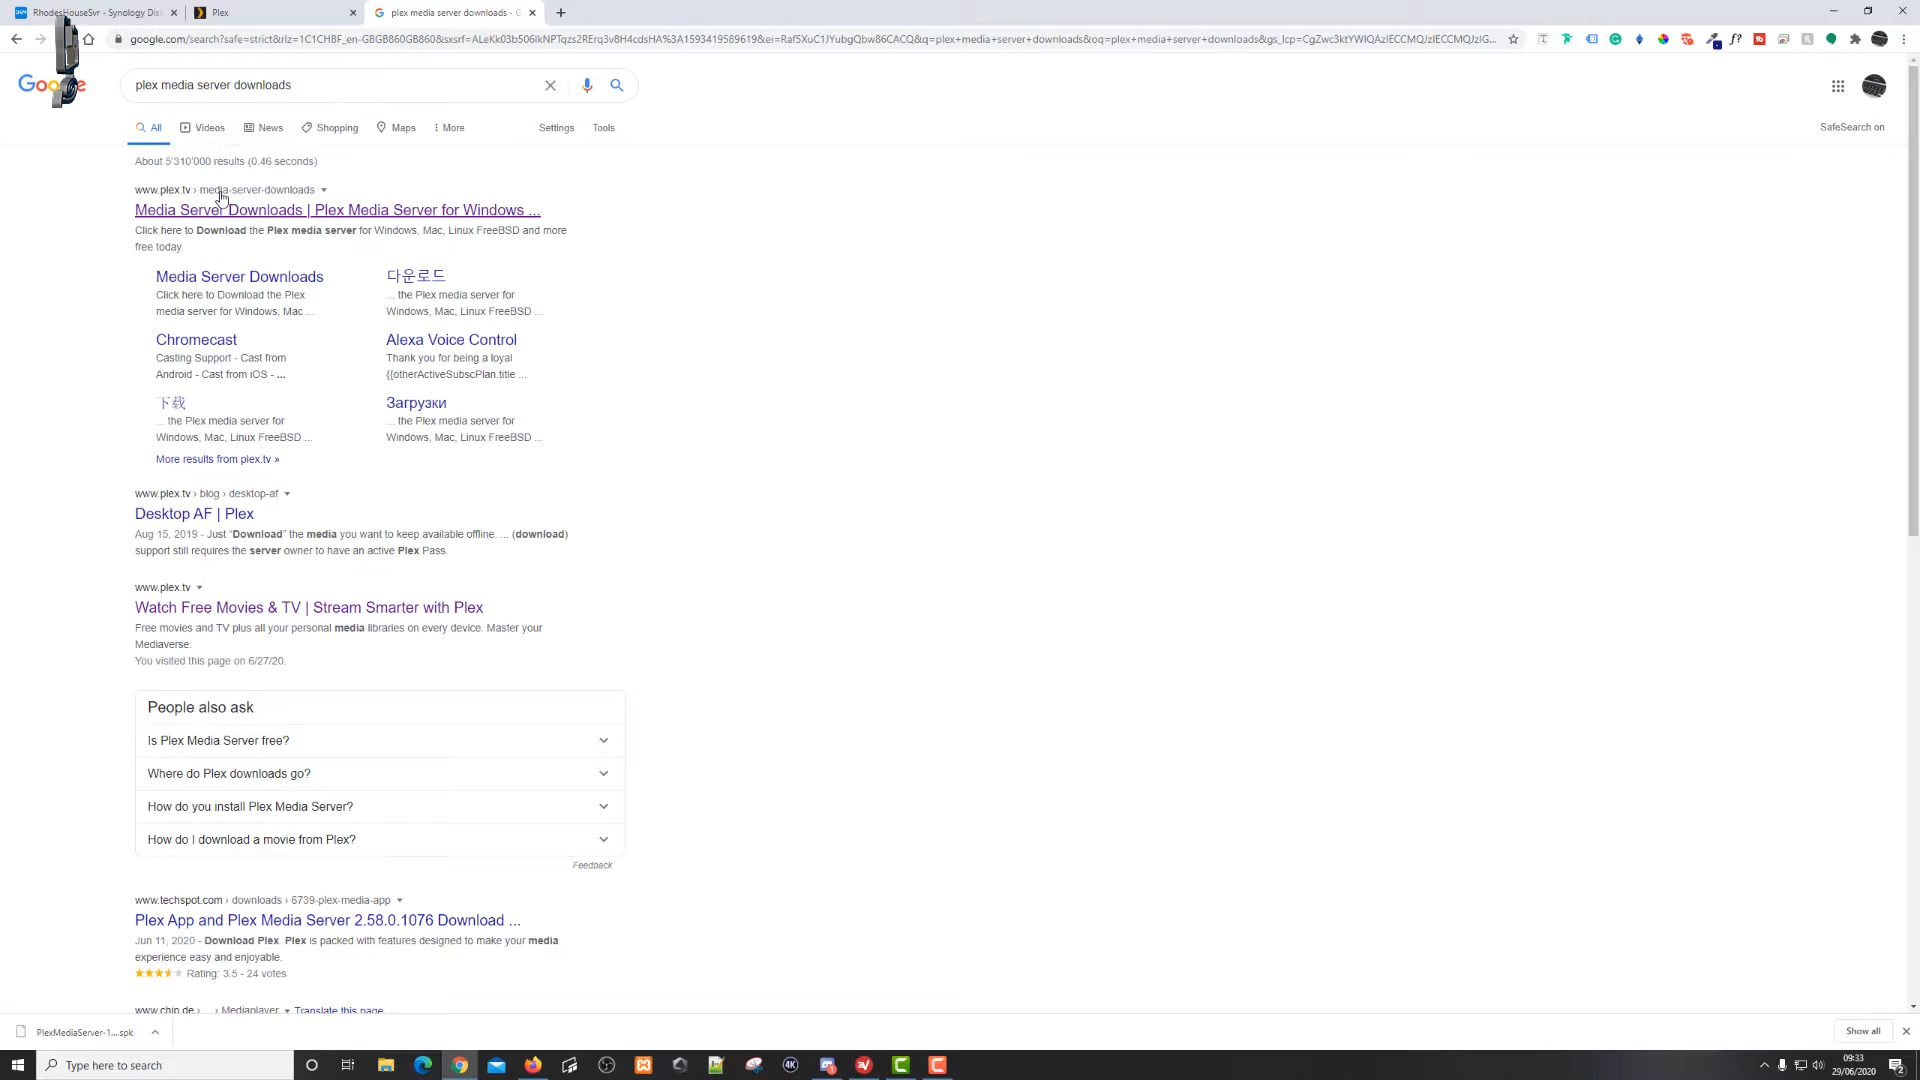 RhodesHouseSvr - Synology Disk
Plex
plex media server downloads - G
google.com/search?safe=strict&rlz=1C1CHBF_en-GBGB860GB860&sxsrf=ALeKk03b506IkNPTqzs2RErq3v8H4cdsHA%3A1593419589619&ei=Raf5XuC1JYubgQbw86CACQ&q=plex+media+server+downloads&oq=plex+media+server+downloads&gs_lcp=CgZwc3ktYWIQAzIECCMQJzIECCMQJzIG...
Google
plex media server downloads
All
Videos
News
Shopping
Maps
More
Settings
Tools
SafeSearch on
About 5'310'000 results (0.46 seconds)
www.plex.tv › media-server-downloads
Media Server Downloads | Plex Media Server for Windows ...
Click here to Download the Plex media server for Windows, Mac, Linux FreeBSD and more
free today.
Media Server Downloads
Click here to Download the Plex
media server for Windows, Mac ...
다운로드
... the Plex media server for
Windows, Mac, Linux FreeBSD ...
Chromecast
Casting Support - Cast from
Android - Cast from iOS - ...
Alexa Voice Control
Thank you for being a loyal
{{otherActiveSubscPlan.title ...
下载
... the Plex media server for
Windows, Mac, Linux FreeBSD ...
Загрузки
... the Plex media server for
Windows, Mac, Linux FreeBSD ...
More results from plex.tv »
www.plex.tv › blog › desktop-af
Desktop AF | Plex
Aug 15, 2019 - Just "Download" the media you want to keep available offline. ... (download)
support still requires the server owner to have an active Plex Pass.
www.plex.tv
Watch Free Movies & TV | Stream Smarter with Plex
Free movies and TV plus all your personal media libraries on every device. Master your
Mediaverse.
You visited this page on 6/27/20.
People also ask
Is Plex Media Server free?
Where do Plex downloads go?
How do you install Plex Media Server?
How do I download a movie from Plex?
Feedback
www.techspot.com › downloads › 6739-plex-media-app
Plex App and Plex Media Server 2.58.0.1076 Download ...
Jun 11, 2020 - Download Plex. Plex is packed with features designed to make your media
experience easy and enjoyable.
Rating: 3.5 - 24 votes
www.chip.de › ... › Mediaplayer
Translate this page
PlexMediaServer-1....spk
Show all
Type here to search
4K
09:33
29/06/2020
2